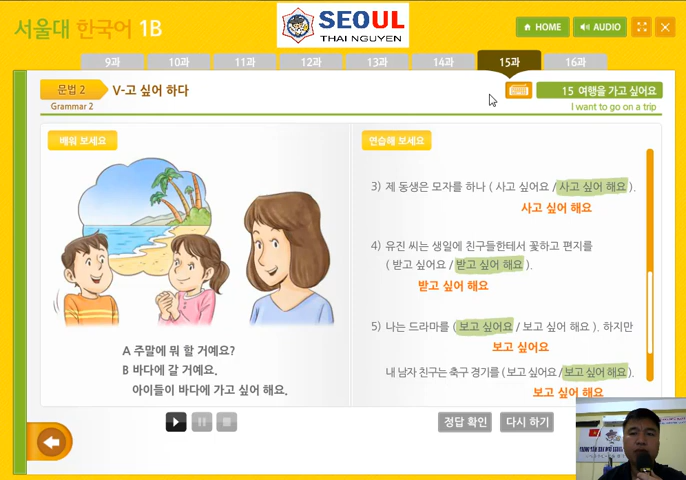 서울대 한국어 1B
SEOUL
THAI NGUYEN
HOME
AUDIO
9과
10과
11과
12과
13과
14과
15과
16과
문법 2
V-고 싶어 하다
Grammar 2
15 여행을 가고 싶어요
I want to go on a trip
배워 보세요
연습해 보세요
3) 제 동생은 모자를 하나 ( 사고 싶어요 / 사고 싶어 해요 ).
사고 싶어 해요
4) 유진 씨는 생일에 친구들한테서 꽃하고 편지를
( 받고 싶어요 / 받고 싶어 해요 ).
받고 싶어 해요
5) 나는 드라마를 ( 보고 싶어요 / 보고 싶어 해요 ). 하지만
보고 싶어요
내 남자 친구는 축구 경기를 ( 보고 싶어요 / 보고 싶어 해요 ).
보고 싶어 해요
A 주말에 뭐 할 거예요?
B 바다에 갈 거예요.
아이들이 바다에 가고 싶어 해요.
정답 확인
다시 하기